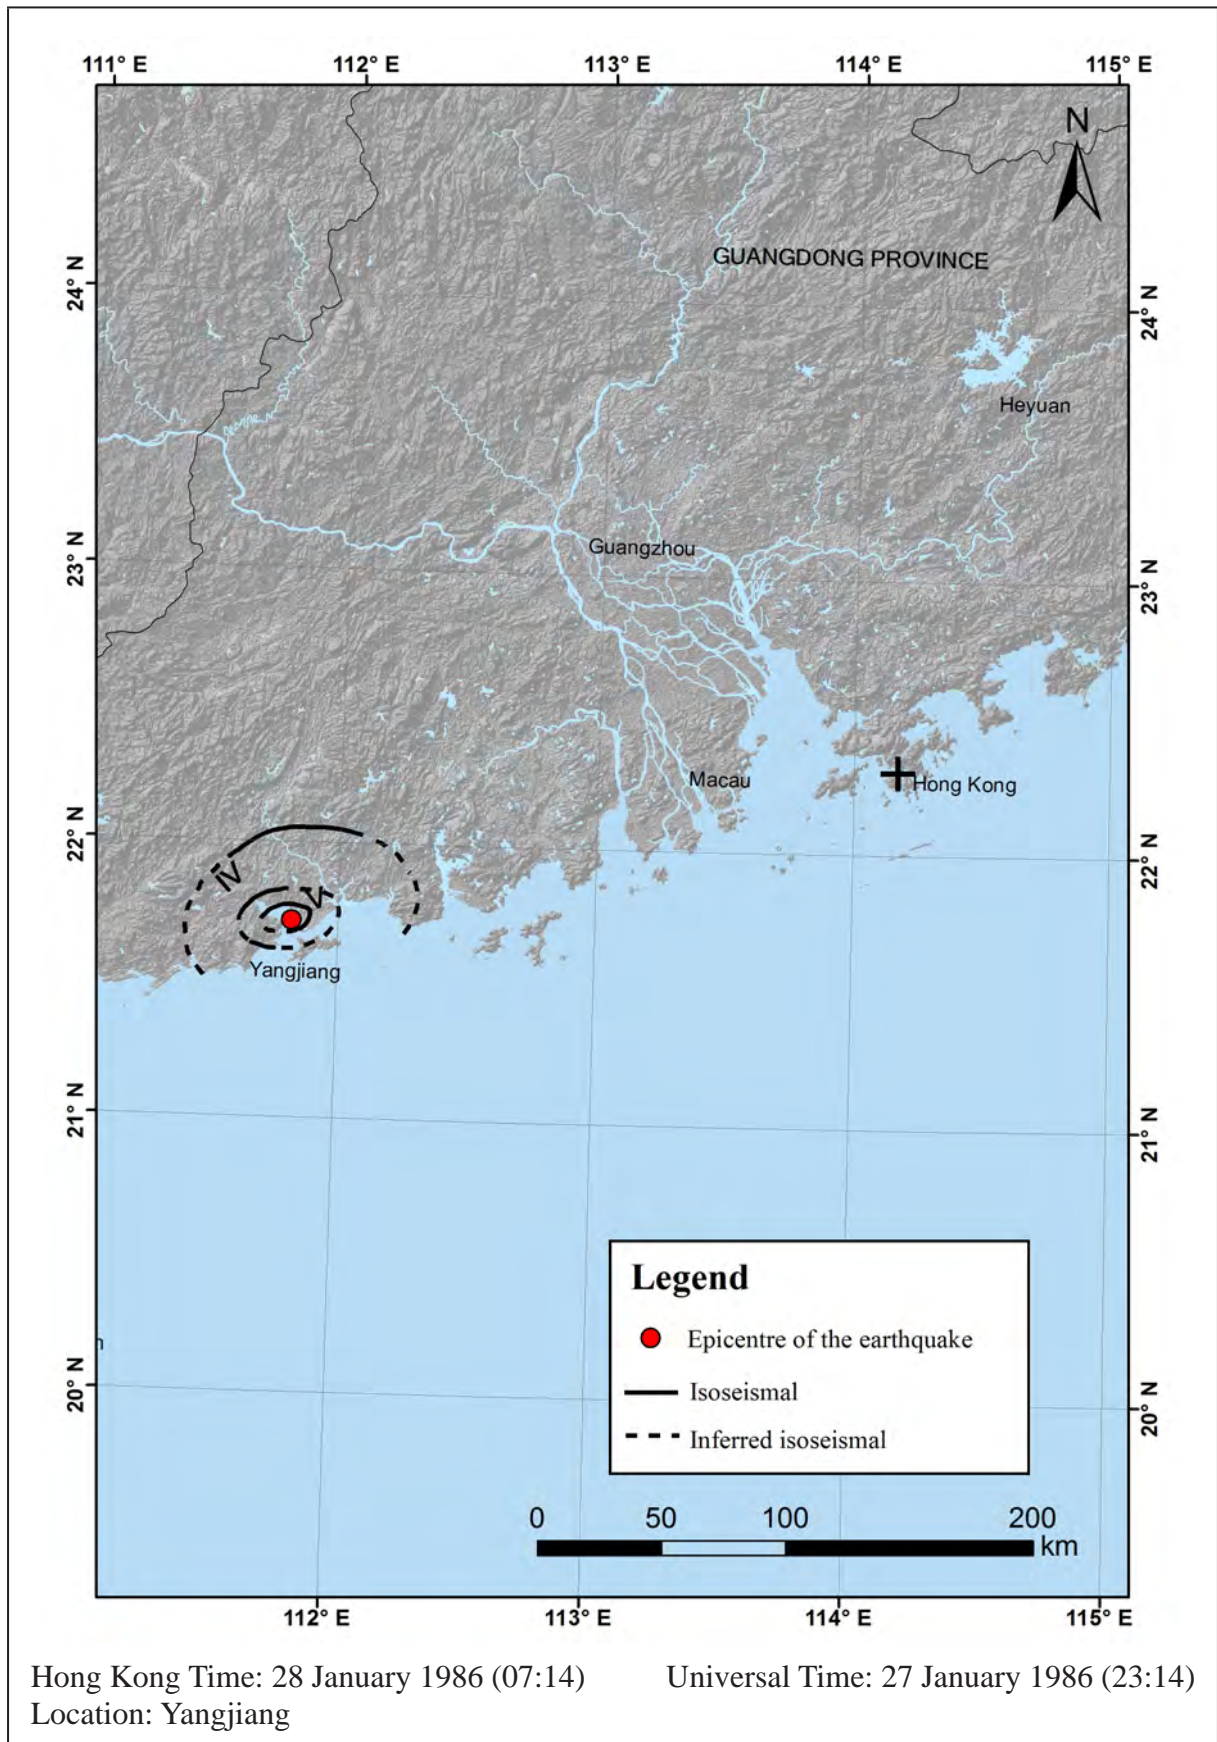 111° E 112° E 113° E 114° E 115° E
N
GUANGDONG PROVINCE
24° N
24° N
Heyuan
Guangzhou
23° N
23° N
Macau
Hong Kong
22° N
22° N
IV
V
Yangjiang
21° N
21° N
Legend
Epicentre of the earthquake
Isoseismal
Inferred isoseismal
20° N
20° N
n
0 50 100 200
km
112° E 113° E 114° E 115° E
Hong Kong Time: 28 January 1986 (07:14) Universal Time: 27 January 1986 (23:14)
Location: Yangjiang